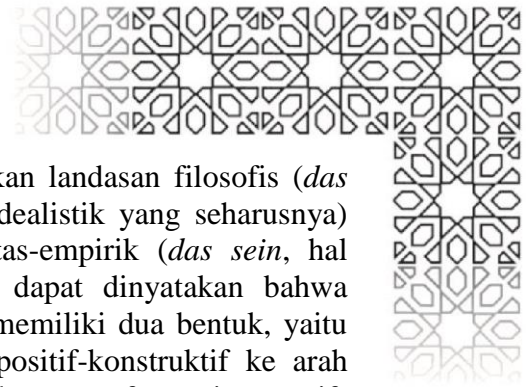 kan landasan filosofis (das
dealistik yang seharusnya)
tas-empirik (das sein, hal
dapat dinyatakan bahwa
memiliki dua bentuk, yaitu
positif-konstruktif ke arah